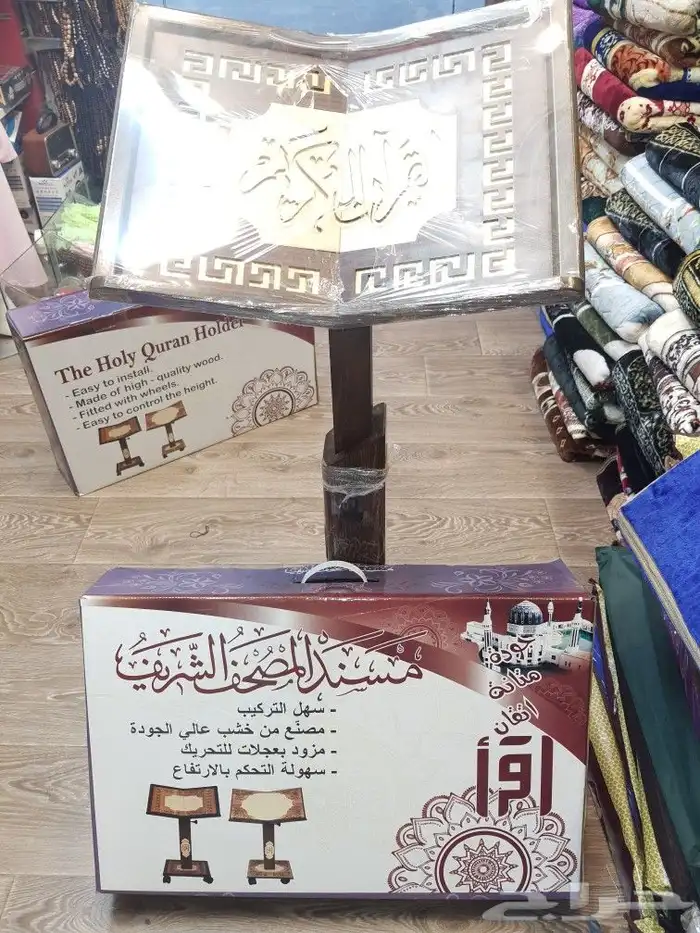 القرآن الكريم
The Holy Quran Holder
- Easy to install.
- Made of high - quality wood.
- Fitted with wheels.
- Easy to control the height.
مسند المصحف الشريف
- سهل التركيب
- مصنّع من خشب عالي الجودة
- مزود بعجلات للتحريك
- سهولة التحكم بالارتفاع
جودة
متانة
إتقان
اقرأ
حراج